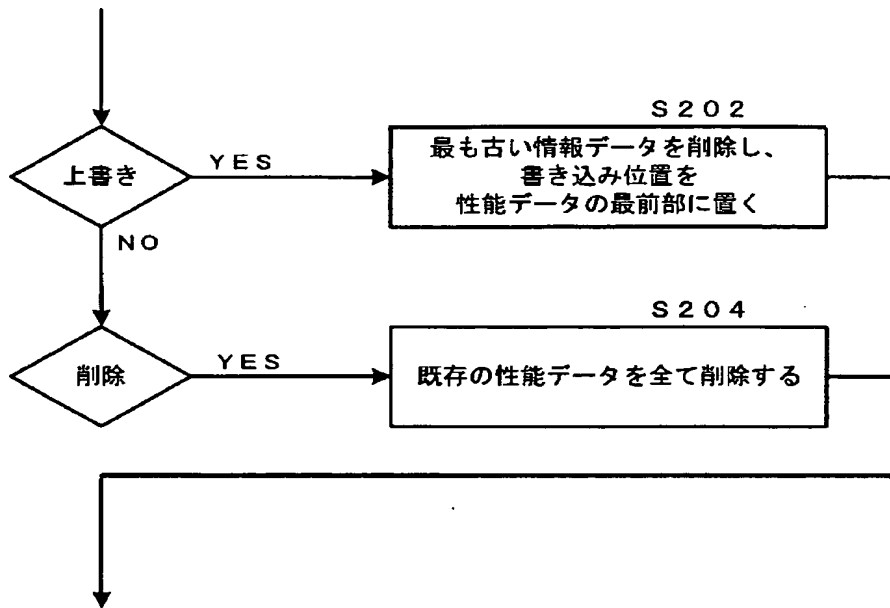 S202
上書き
YES
最も古い情報データを削除し、
書き込み位置を
性能データの最前部に置く
NO
S204
削除
YES
既存の性能データを全て削除する